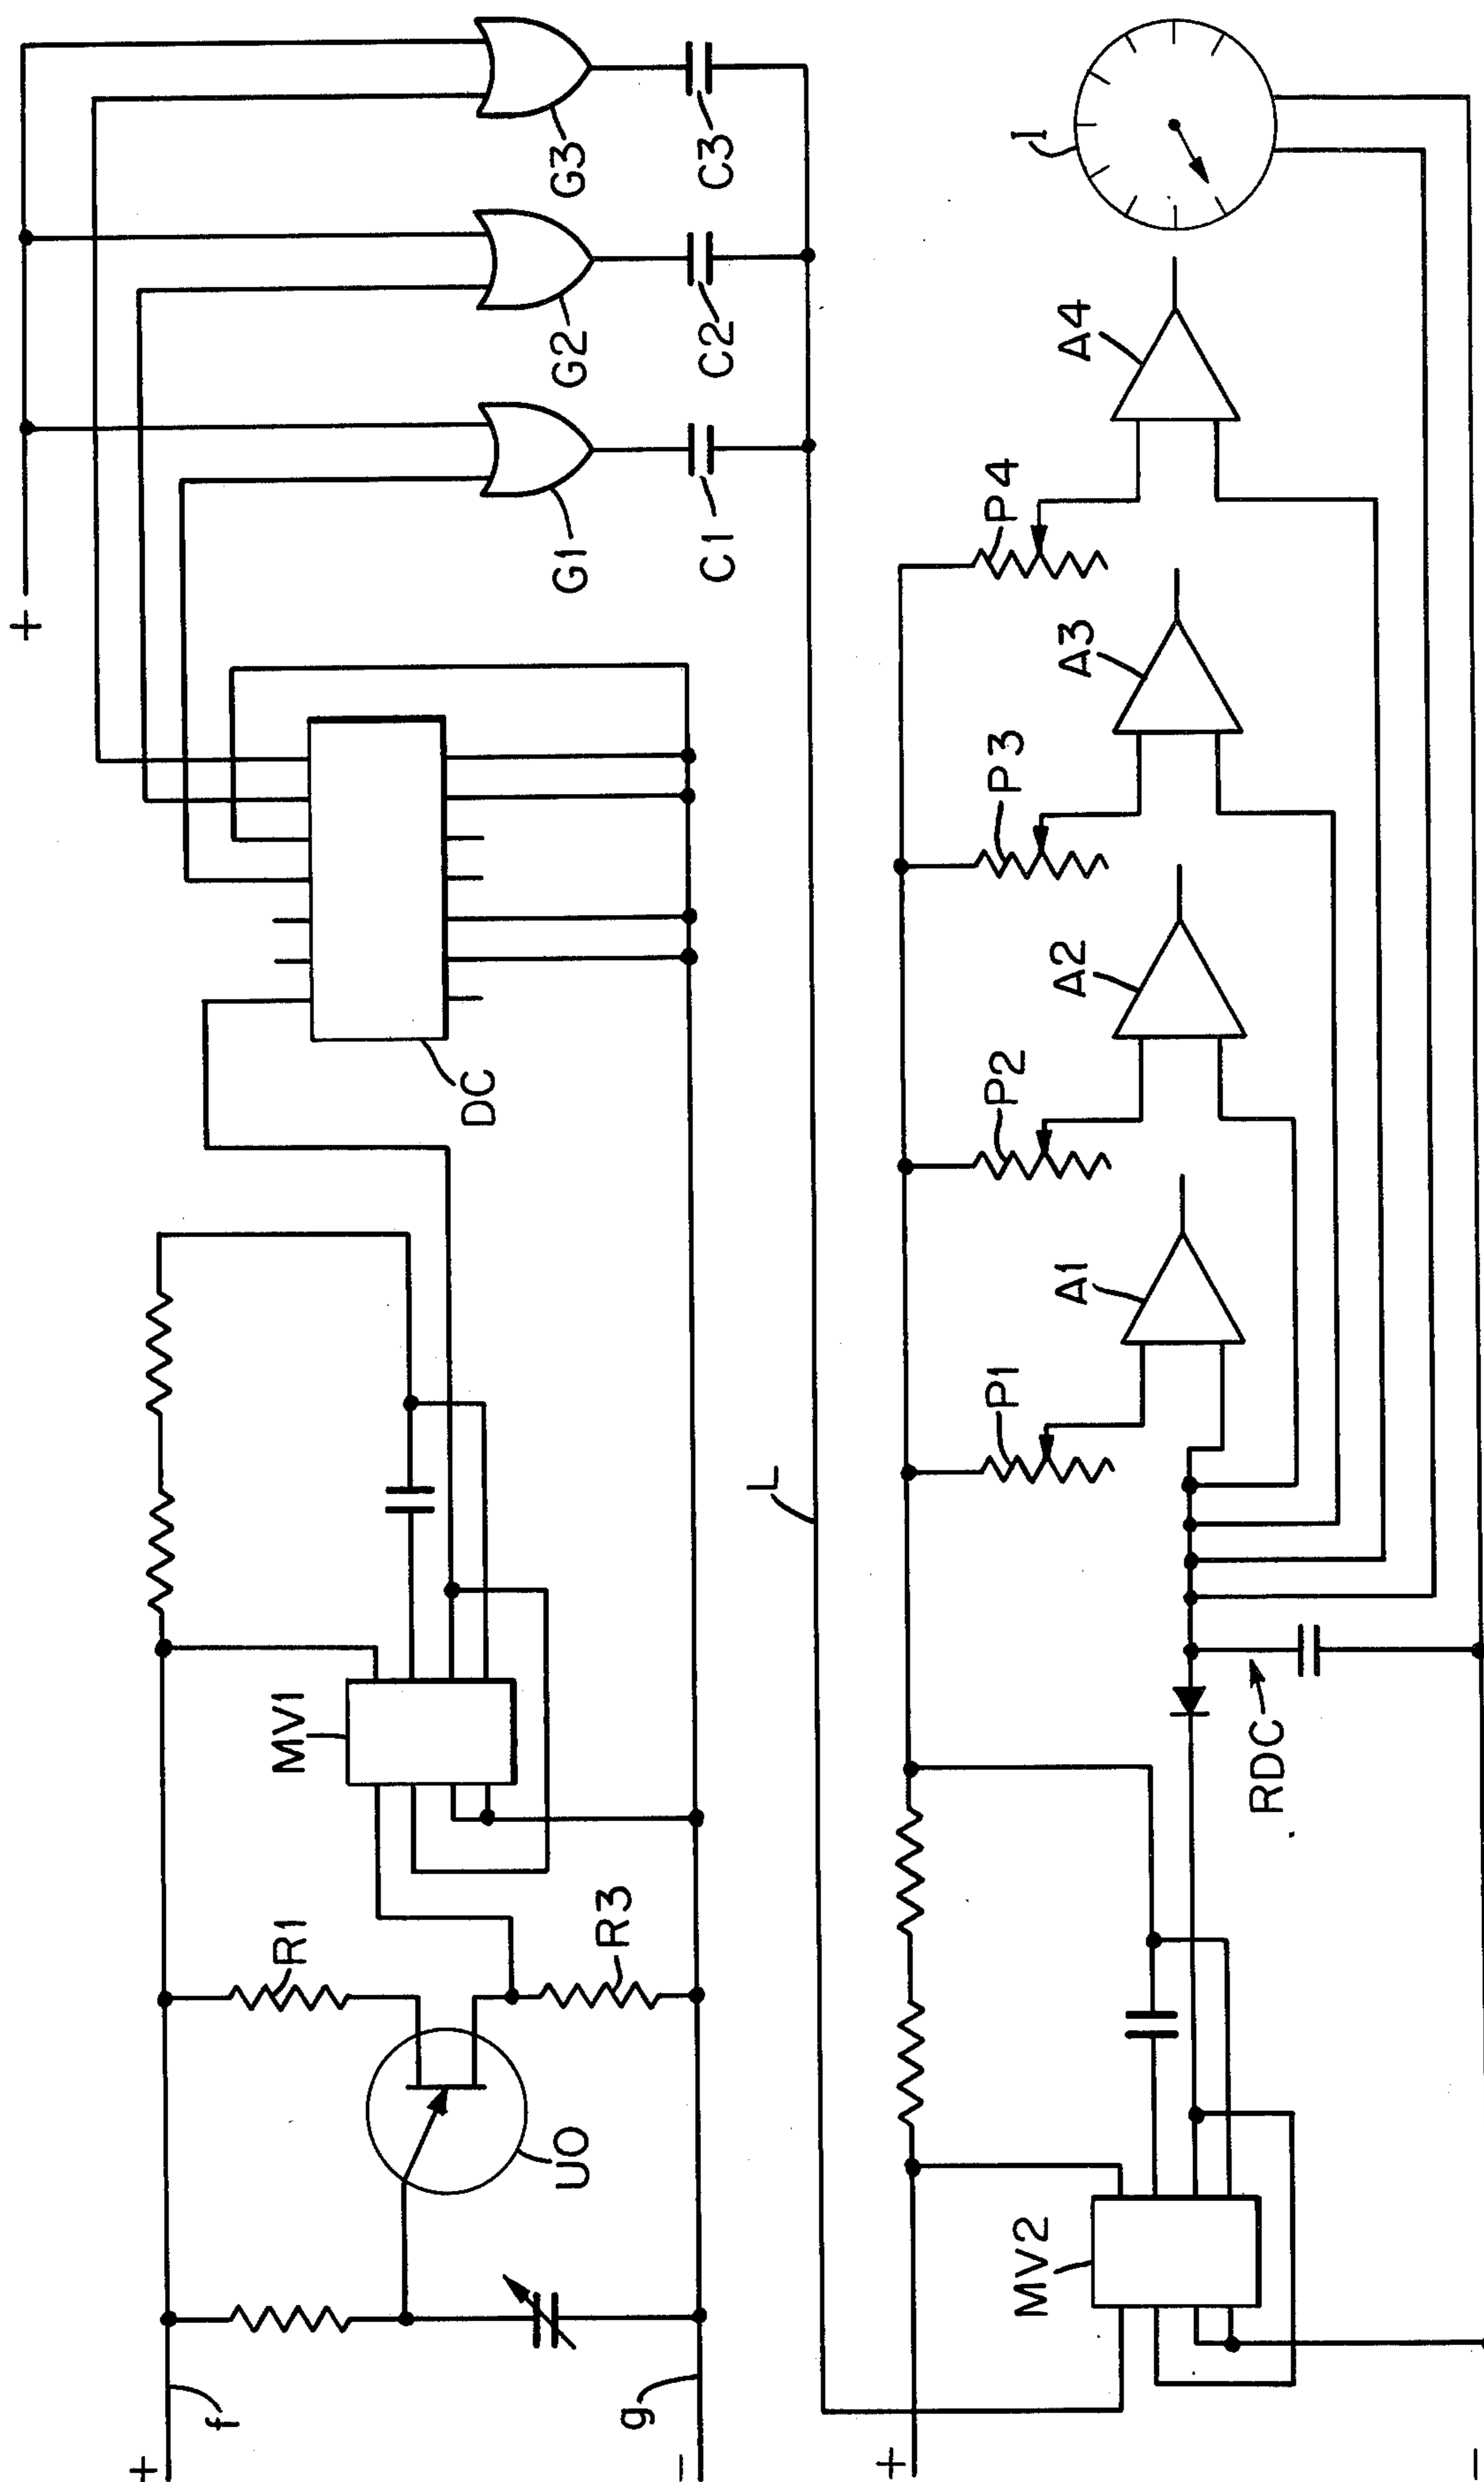 +
f
g
−
UO
R1
R3
MV1
DC
+
G1
G2
G3
C1
C2
C3
L
+
−
MV2
RDC
P1
A1
P2
A2
P3
A3
P4
A4
I